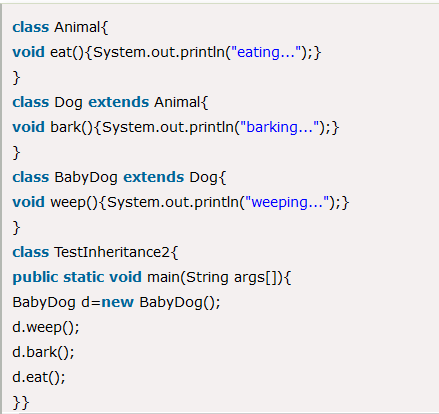 class Animal{
void eat(){System.out.println("eating...");}
}
class Dog extends Animal{
void bark(){System.out.println("barking...");}
}
class BabyDog extends Dog{
void weep(){System.out.println("weeping...");}
}
class TestInheritance2{
public static void main(String args[]){
BabyDog d=new BabyDog();
d.weep();
d.bark();
d.eat();
}}